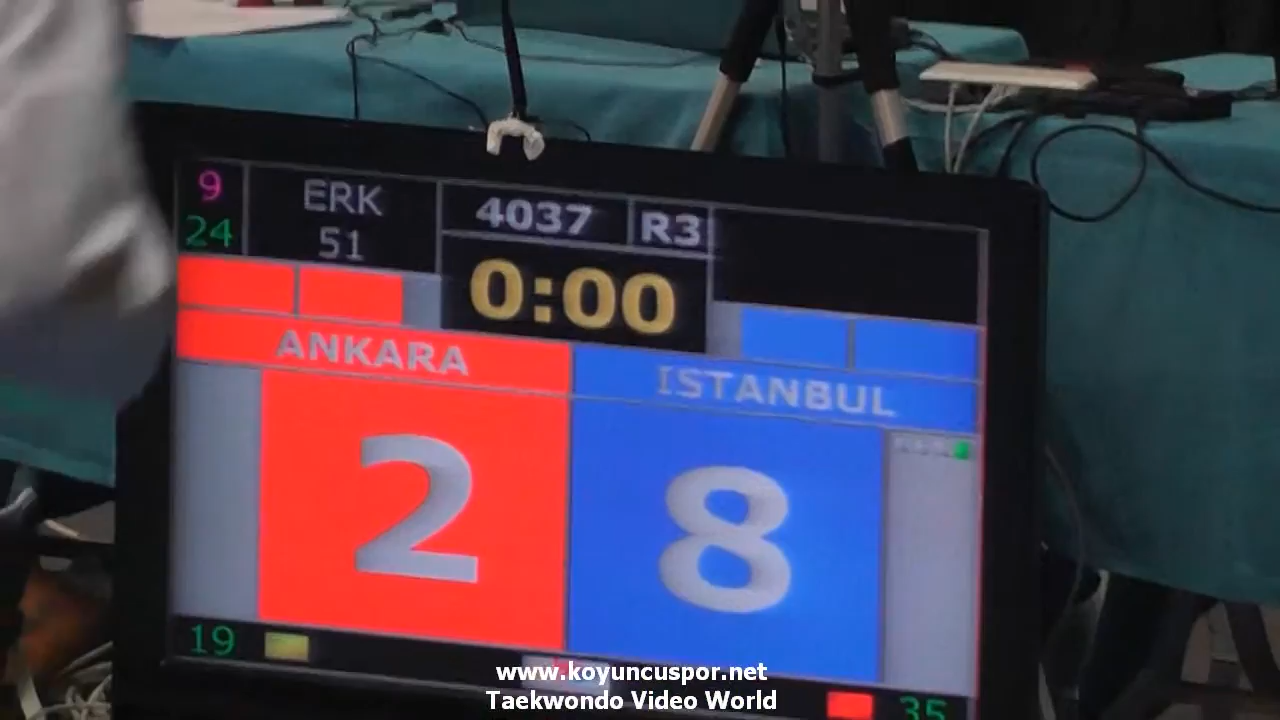 9
24
ERK
51
4037
R3
0:00
ANKARA
ISTANBUL
2
8
19
35
www.koyuncuspor.net
Taekwondo Video World